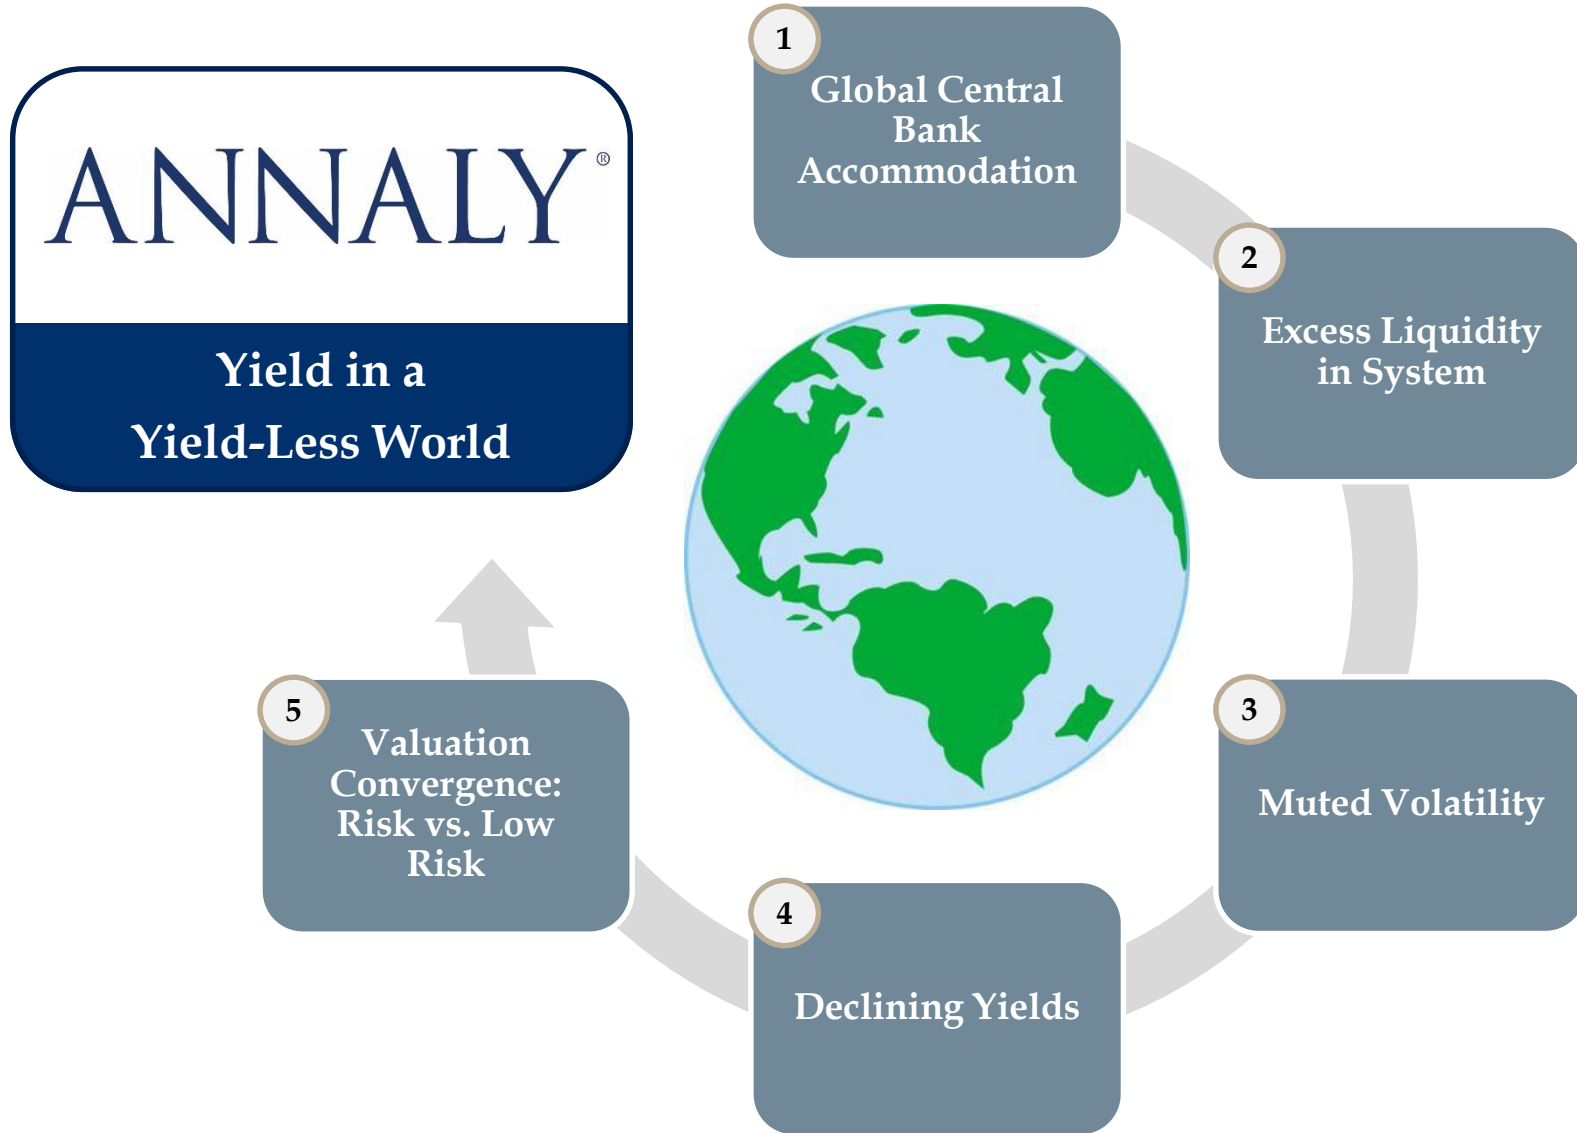 ANNALY®
Yield in a
Yield-Less World
1
Global Central
Bank
Accommodation
2
Excess Liquidity
in System
3
Muted Volatility
4
Declining Yields
5
Valuation
Convergence:
Risk vs. Low
Risk